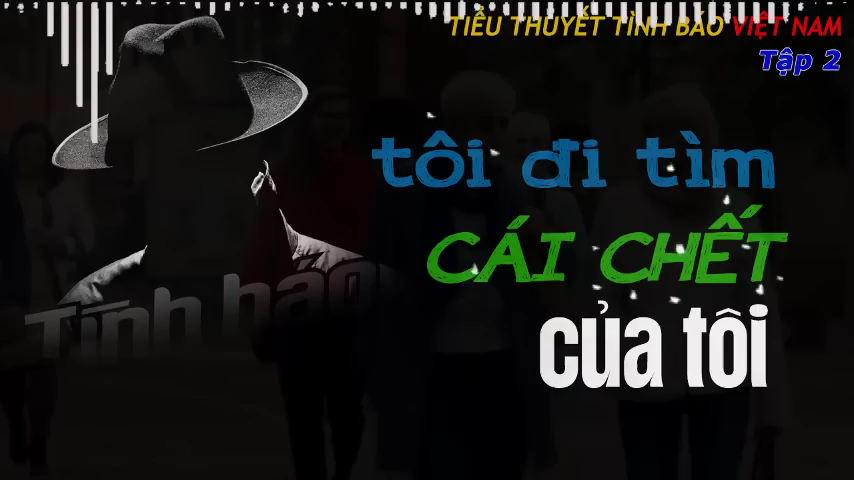 TIỂU THUYẾT TÌNH BÁO VIỆT NAM
Tập 2
tôi đi tìm
CÁI CHẾT
của tôi
Tình báo